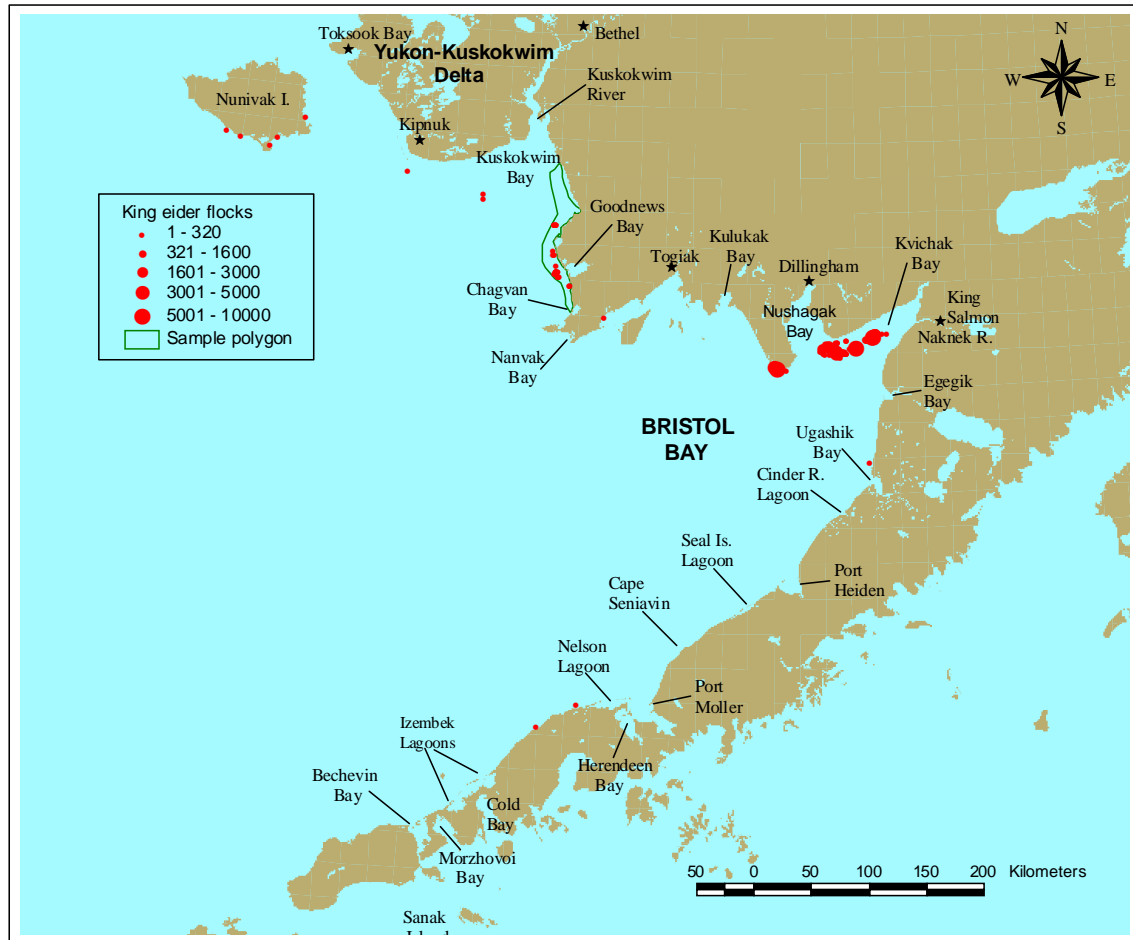 Toksook Bay
Bethel
Yukon-Kuskokwim
Delta
Kuskokwim
River
N
W
E
S
Nunivak I.
Kipnuk
Kuskokwim
Bay
King eider flocks
1 - 320
321 - 1600
1601 - 3000
3001 - 5000
5001 - 10000
Sample polygon
Goodnews
Bay
Togiak
Kulukak
Bay
Dillingham
Kvichak
Bay
Chagvan
Bay
Nushagak
Bay
King
Salmon
Naknek R.
Nanvak
Bay
Egegik
Bay
BRISTOL
BAY
Ugashik
Bay
Cinder R.
Lagoon
Seal Is.
Lagoon
Port
Heiden
Cape
Seniavin
Nelson
Lagoon
Port
Moller
Izembek
Lagoons
Herendeen
Bay
Bechevin
Bay
Cold
Bay
Morzhovoi
Bay
50 0 50 100 150 200 Kilometers
Sanak